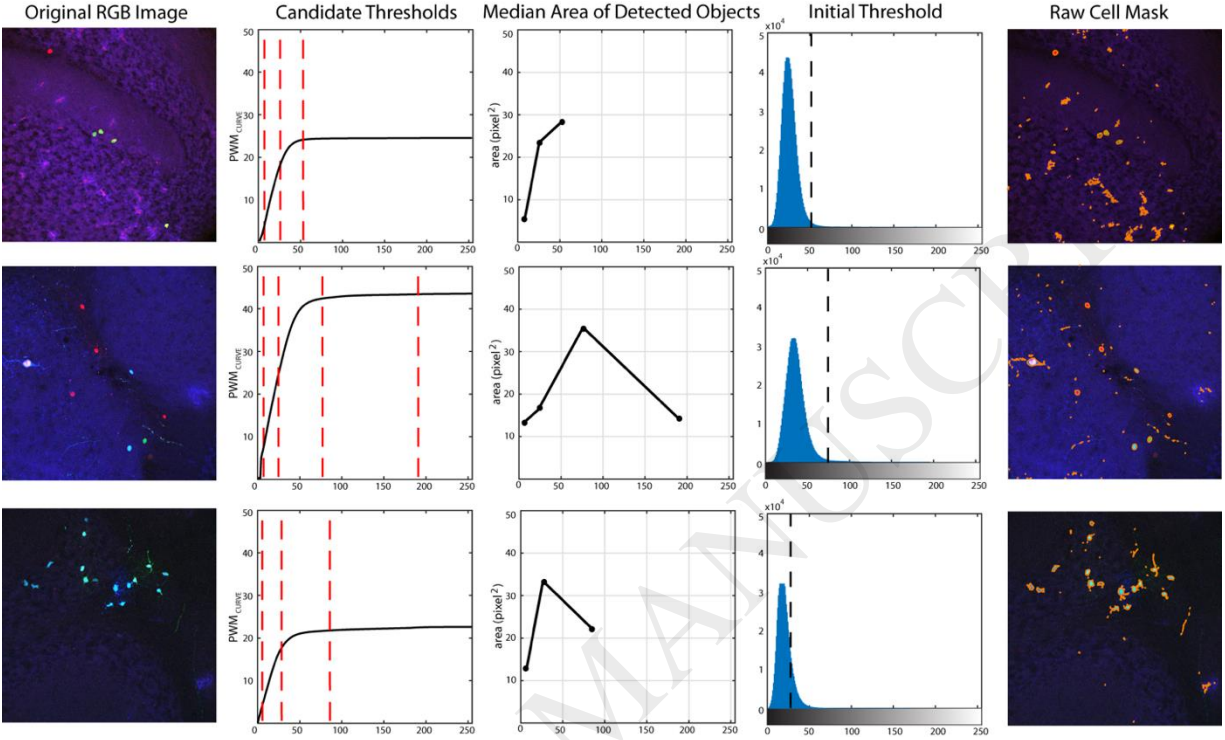 Original RGB Image
Candidate Thresholds
Median Area of Detected Objects
Initial Threshold
Raw Cell Mask
50
40
30
20
10
PWM CURVE
0 50 100 150 200 250
50
40
30
20
10
area (pixel²)
0 50 100 150 200 250
x10⁴
5
4
3
2
1
0
0 50 100 150 200 250
50
40
30
20
10
PWM CURVE
0 50 100 150 200 250
50
40
30
20
10
area (pixel²)
0 50 100 150 200 250
x10⁴
5
4
3
2
1
0
0 50 100 150 200 250
50
40
30
20
10
PWM CURVE
0 50 100 150 200 250
50
40
30
20
10
area (pixel²)
0 50 100 150 200 250
x10⁴
5
4
3
2
1
0
0 50 100 150 200 250